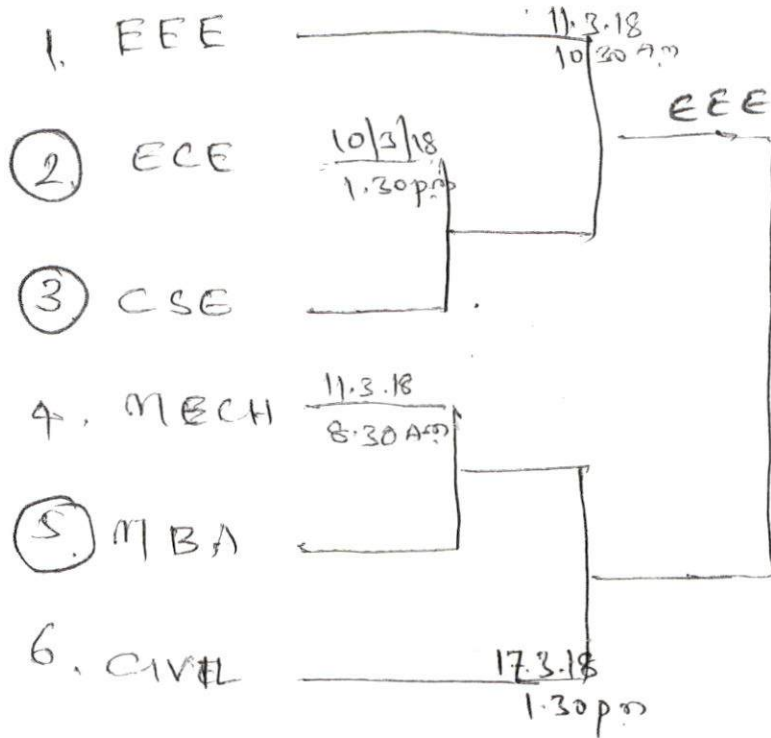 1. EEE
11.3.18
10.30 Am
EEE
2. ECE
10/3/18
1.30pm
3 CSE
4. MECH
11.3.18
8.30 Am
5. MBA
6. CIVIL
17.3.18
1.30pm